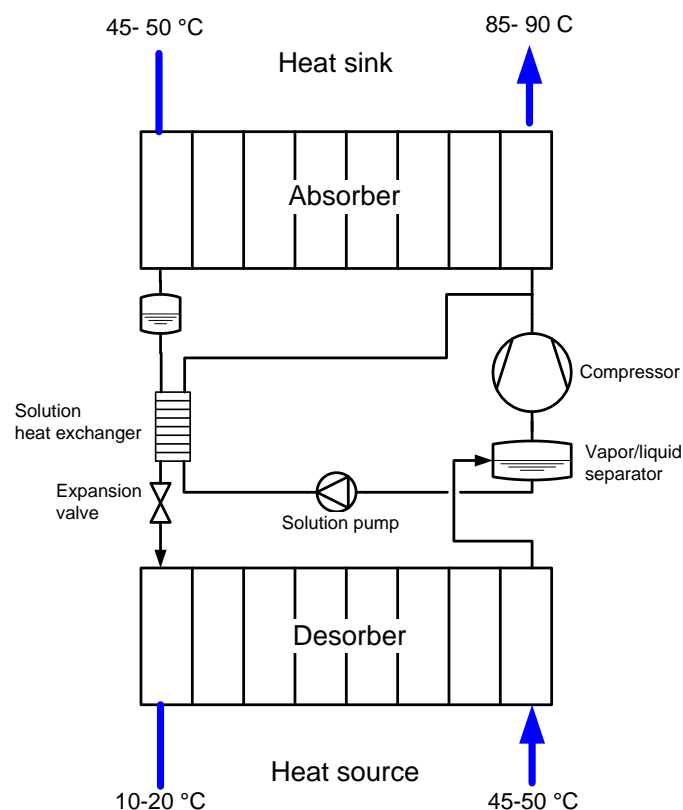 45- 50 °C
85- 90 C
Heat sink
Absorber
Compressor
Solution
heat exchanger
Vapor/liquid
separator
Expansion
valve
Solution pump
Desorber
Heat source
10-20 °C
45-50 °C